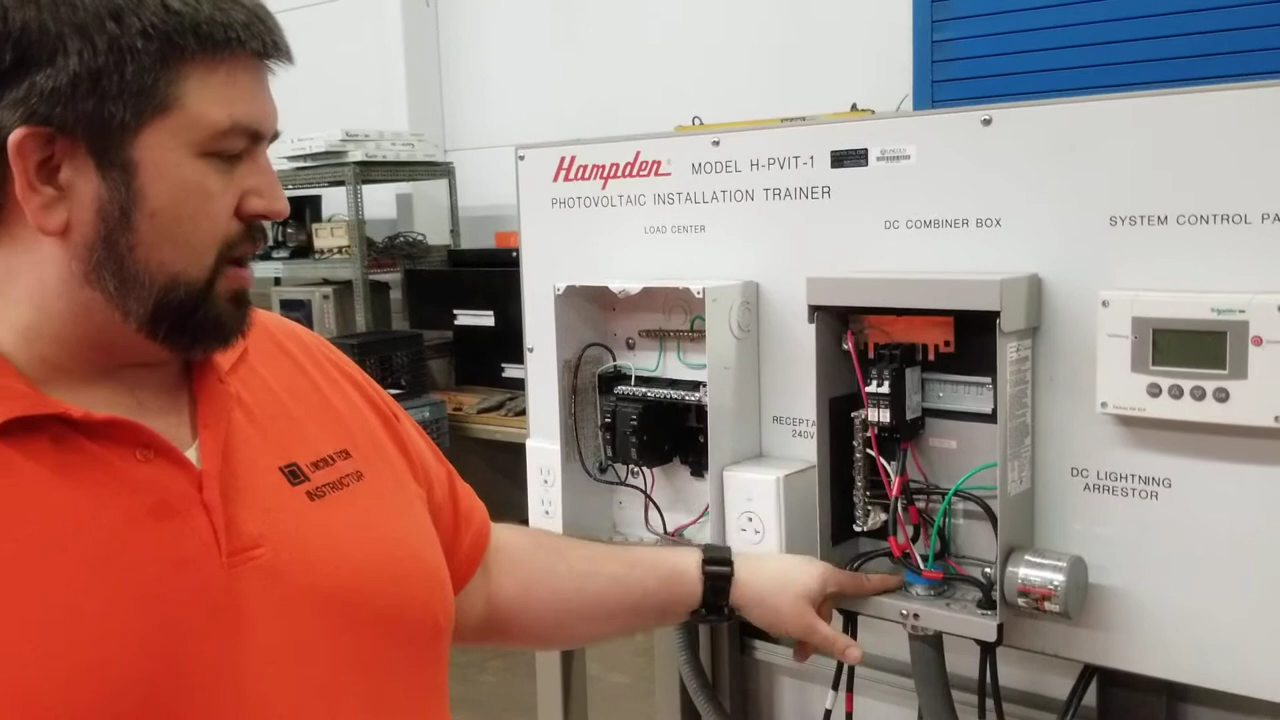 Hampden® MODEL H-PVIT-1
PHOTOVOLTAIC INSTALLATION TRAINER
LOAD CENTER
DC COMBINER BOX
SYSTEM CONTROL PA
Schneider
LINCOLN TECH
INSTRUCTOR
RECEPTA
240V
DC LIGHTNING
ARRESTOR